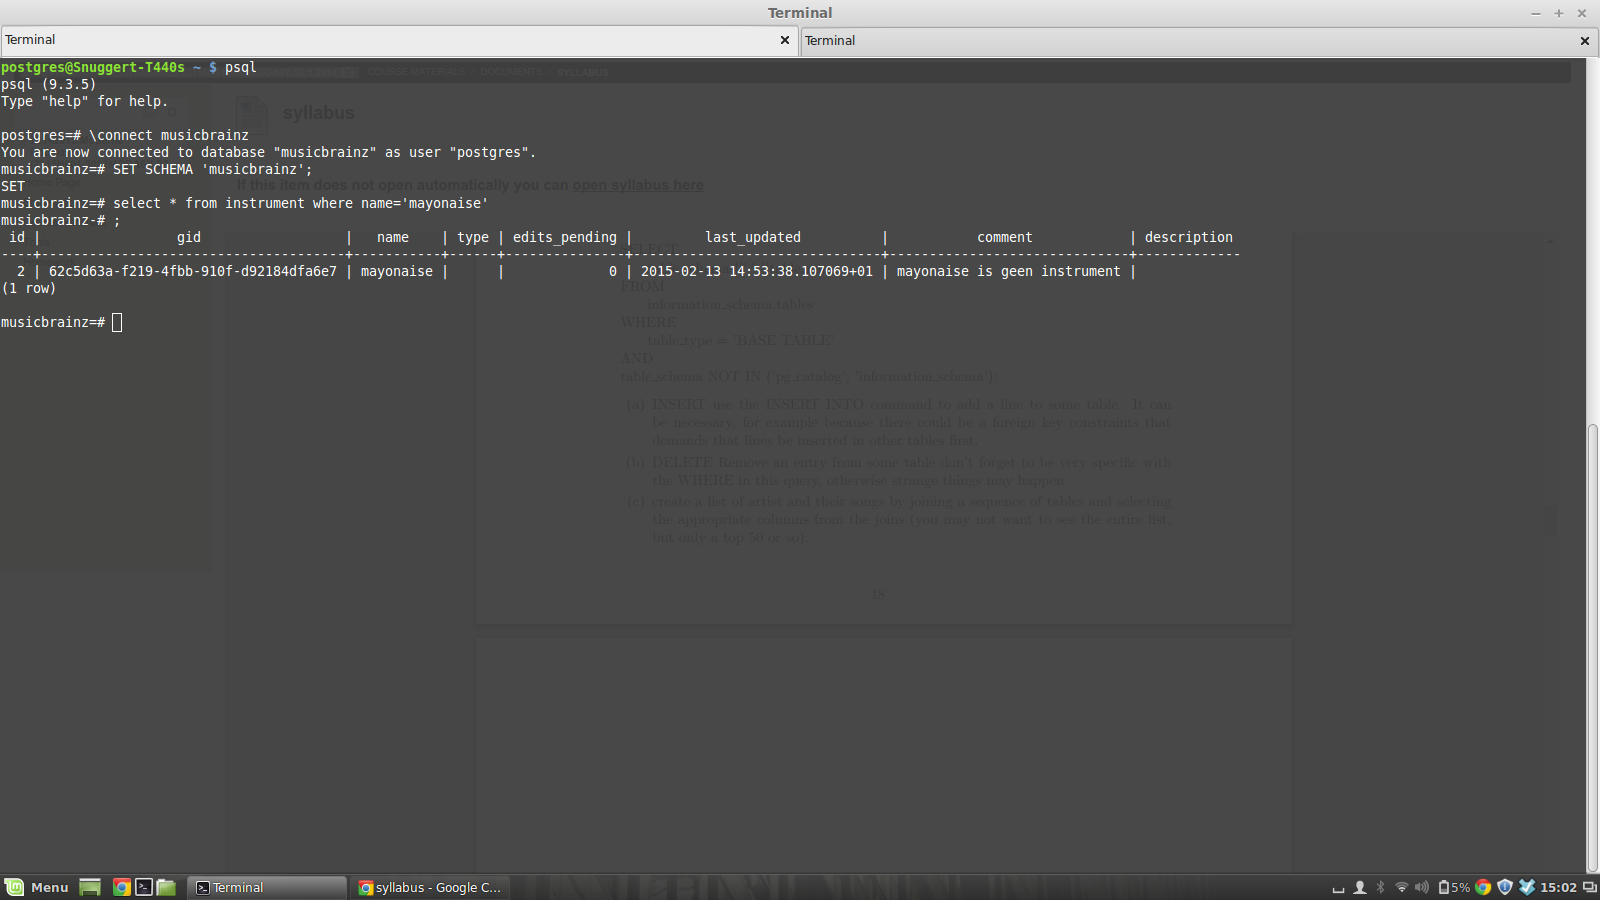 Terminal
Terminal
Terminal
postgres@Snuggert-T440s ~ $ psql
COURSE MATERIALS / DOCUMENTS / SYLLABUS
psql (9.3.5)
Type "help" for help.
syllabus
postgres=# \connect musicbrainz
You are now connected to database "musicbrainz" as user "postgres".
musicbrainz=# SET SCHEMA 'musicbrainz';
SET
If this item does not open automatically you can open syllabus here
musicbrainz=# select * from instrument where name='mayonaise'
musicbrainz-# ;
 id |                 gid                  |   name    | type | edits_pending |         last_updated          |           comment            | description
----+--------------------------------------+-----------+------+---------------+-------------------------------+------------------------------+-------------
  2 | 62c5d63a-f219-4fbb-910f-d92184dfa6e7 | mayonaise |      |             0 | 2015-02-13 14:53:38.107069+01 | mayonaise is geen instrument |
(1 row)
SELECT
FROM
information_schema.tables
musicbrainz=#
WHERE
table_type = 'BASE TABLE'
AND
table_schema NOT IN ('pg_catalog', 'information_schema');
(a) INSERT use the INSERT INTO command to add a line to some table. It can
be necessary, for example because there could be a foreign key constraints that
demands that lines be inserted in other tables first.
(b) DELETE Remove an entry from some table don't forget to be very specific with
the WHERE in this query, otherwise strange things may happen
(c) create a list of artist and their songs by joining a sequence of tables and selecting
the appropriate columns from the joins (you may not want to see the entire list,
but only a top 50 or so).
18
Menu
Terminal
syllabus - Google C...
5%
15:02